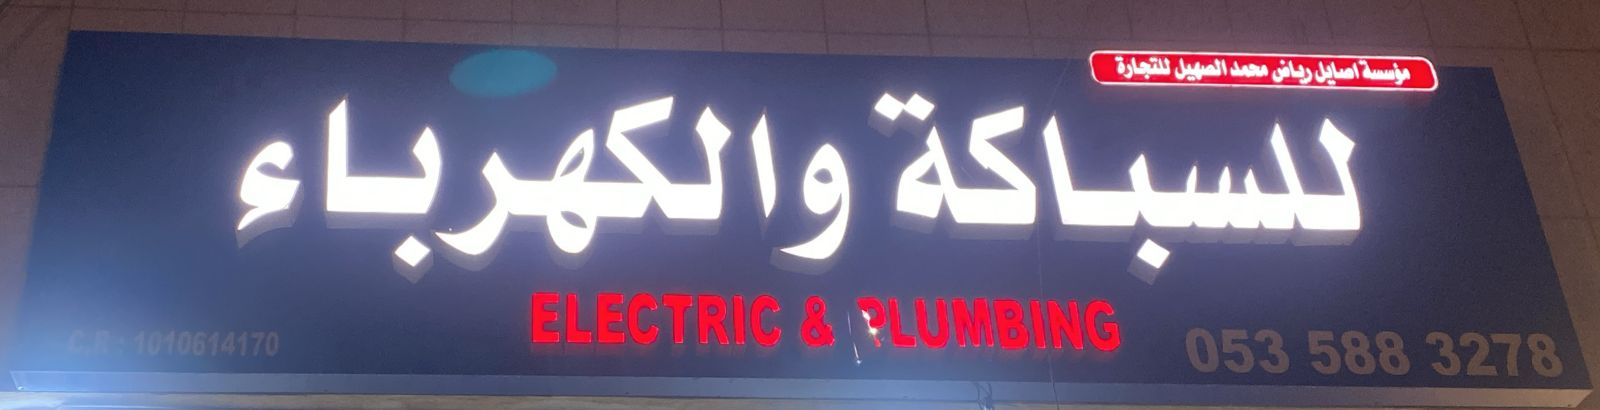 مؤسسة اصايل رياض محمد الصهيل للتجارة
للسباكة والكهرباء
ELECTRIC & PLUMBING
C.R : 1010614170
053 588 3278